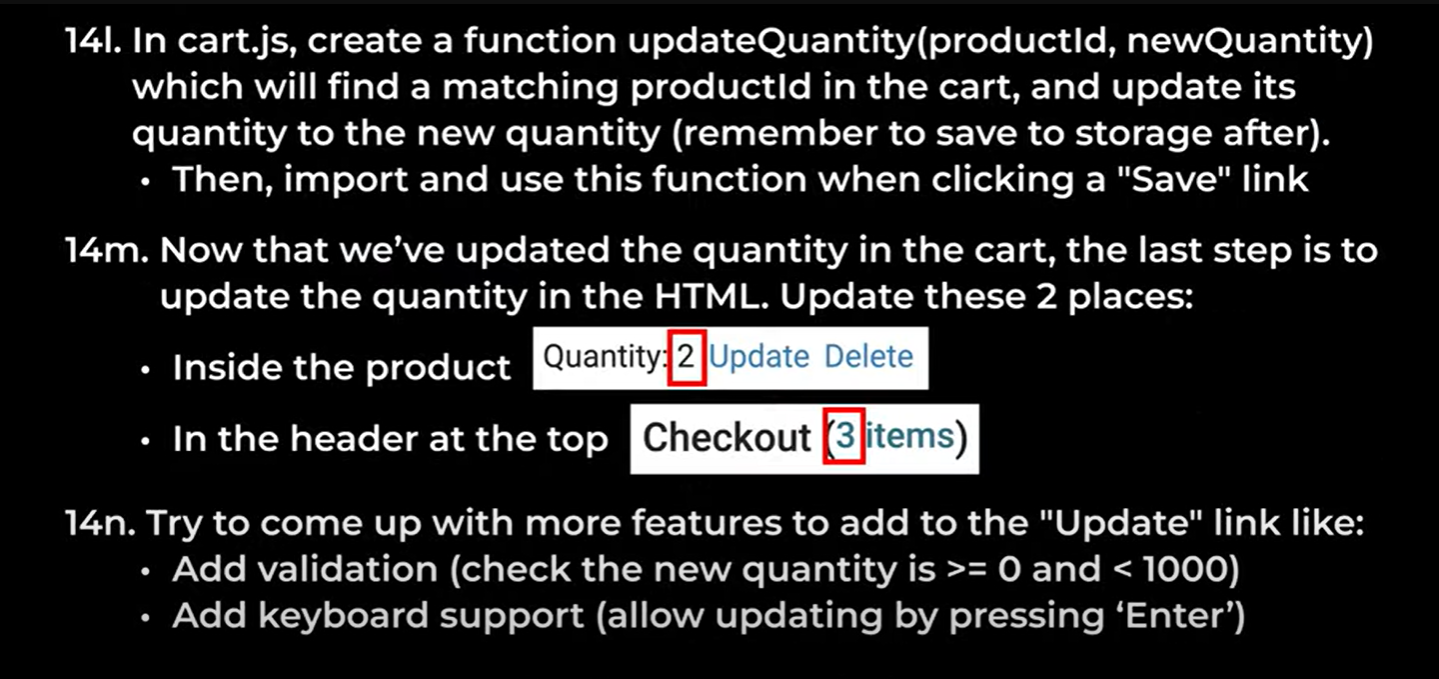 14l. In cart.js, create a function updateQuantity(productId, newQuantity)
which will find a matching productId in the cart, and update its
quantity to the new quantity (remember to save to storage after).
• Then, import and use this function when clicking a "Save" link
14m. Now that we’ve updated the quantity in the cart, the last step is to
update the quantity in the HTML. Update these 2 places:
• Inside the product Quantity: 2 Update Delete
• In the header at the top Checkout (3 items)
14n. Try to come up with more features to add to the "Update" link like:
• Add validation (check the new quantity is >= 0 and < 1000)
• Add keyboard support (allow updating by pressing ‘Enter’)